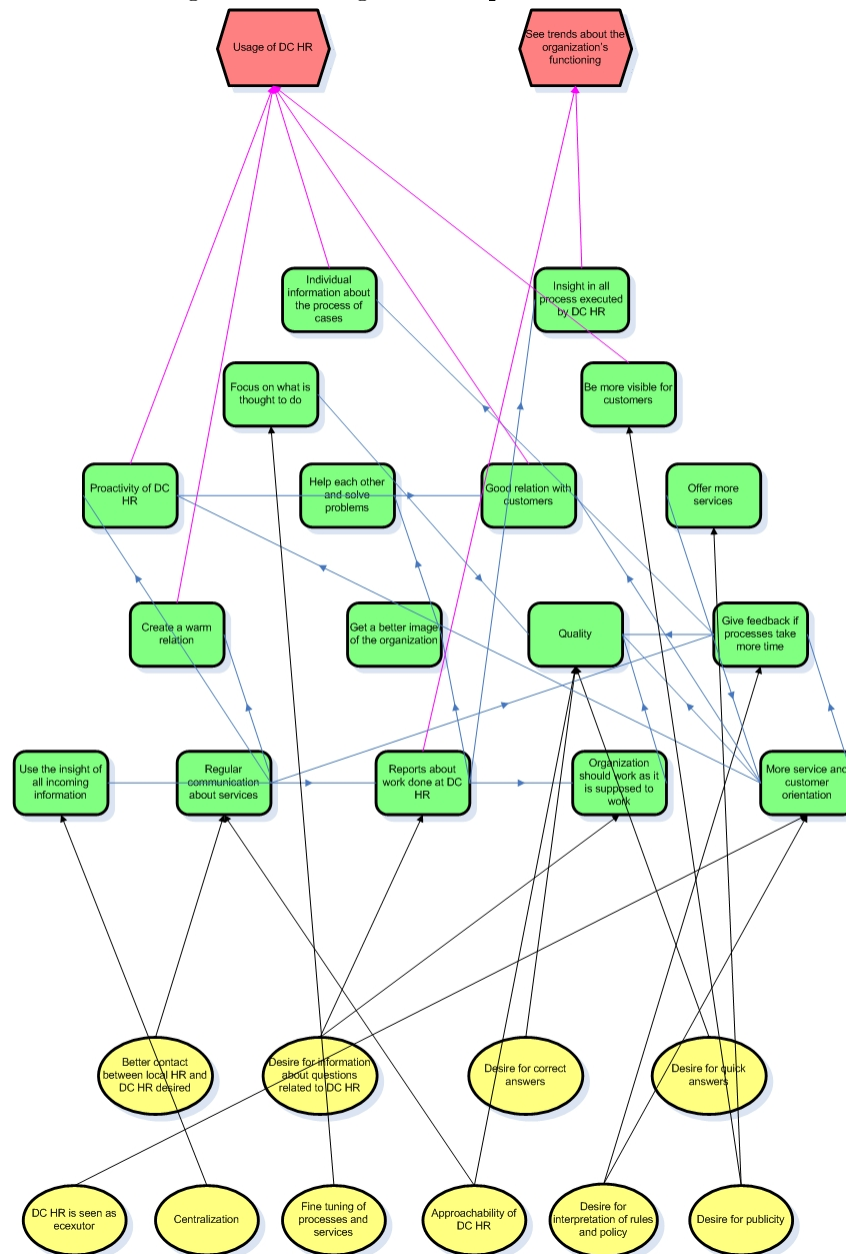 Usage of DC HR
See trends about the
organization's
functioning
Individual
information about
the process of
cases
Insight in all
process executed
by DC HR
Focus on what is
thought to do
Be more visible for
customers
Proactivity of DC
HR
Help each other
and solve
problems
Good relation with
customers
Offer more
services
Create a warm
relation
Get a better image
of the organization
Quality
Give feedback if
processes take
more time
Use the insight of
all incoming
information
Regular
communication
about services
Reports about
work done at DC
HR
Organization
should work as it
is supposed to
work
More service and
customer
orientation
Better contact
between local HR and
DC HR desired
Desire for information
about questions
related to DC HR
Desire for correct
answers
Desire for quick
answers
DC HR is seen as
ecexutor
Centralization
Fine tuning of
processes and
services
Approachability of
DC HR
Desire for
interpretation of rules
and policy
Desire for publicity